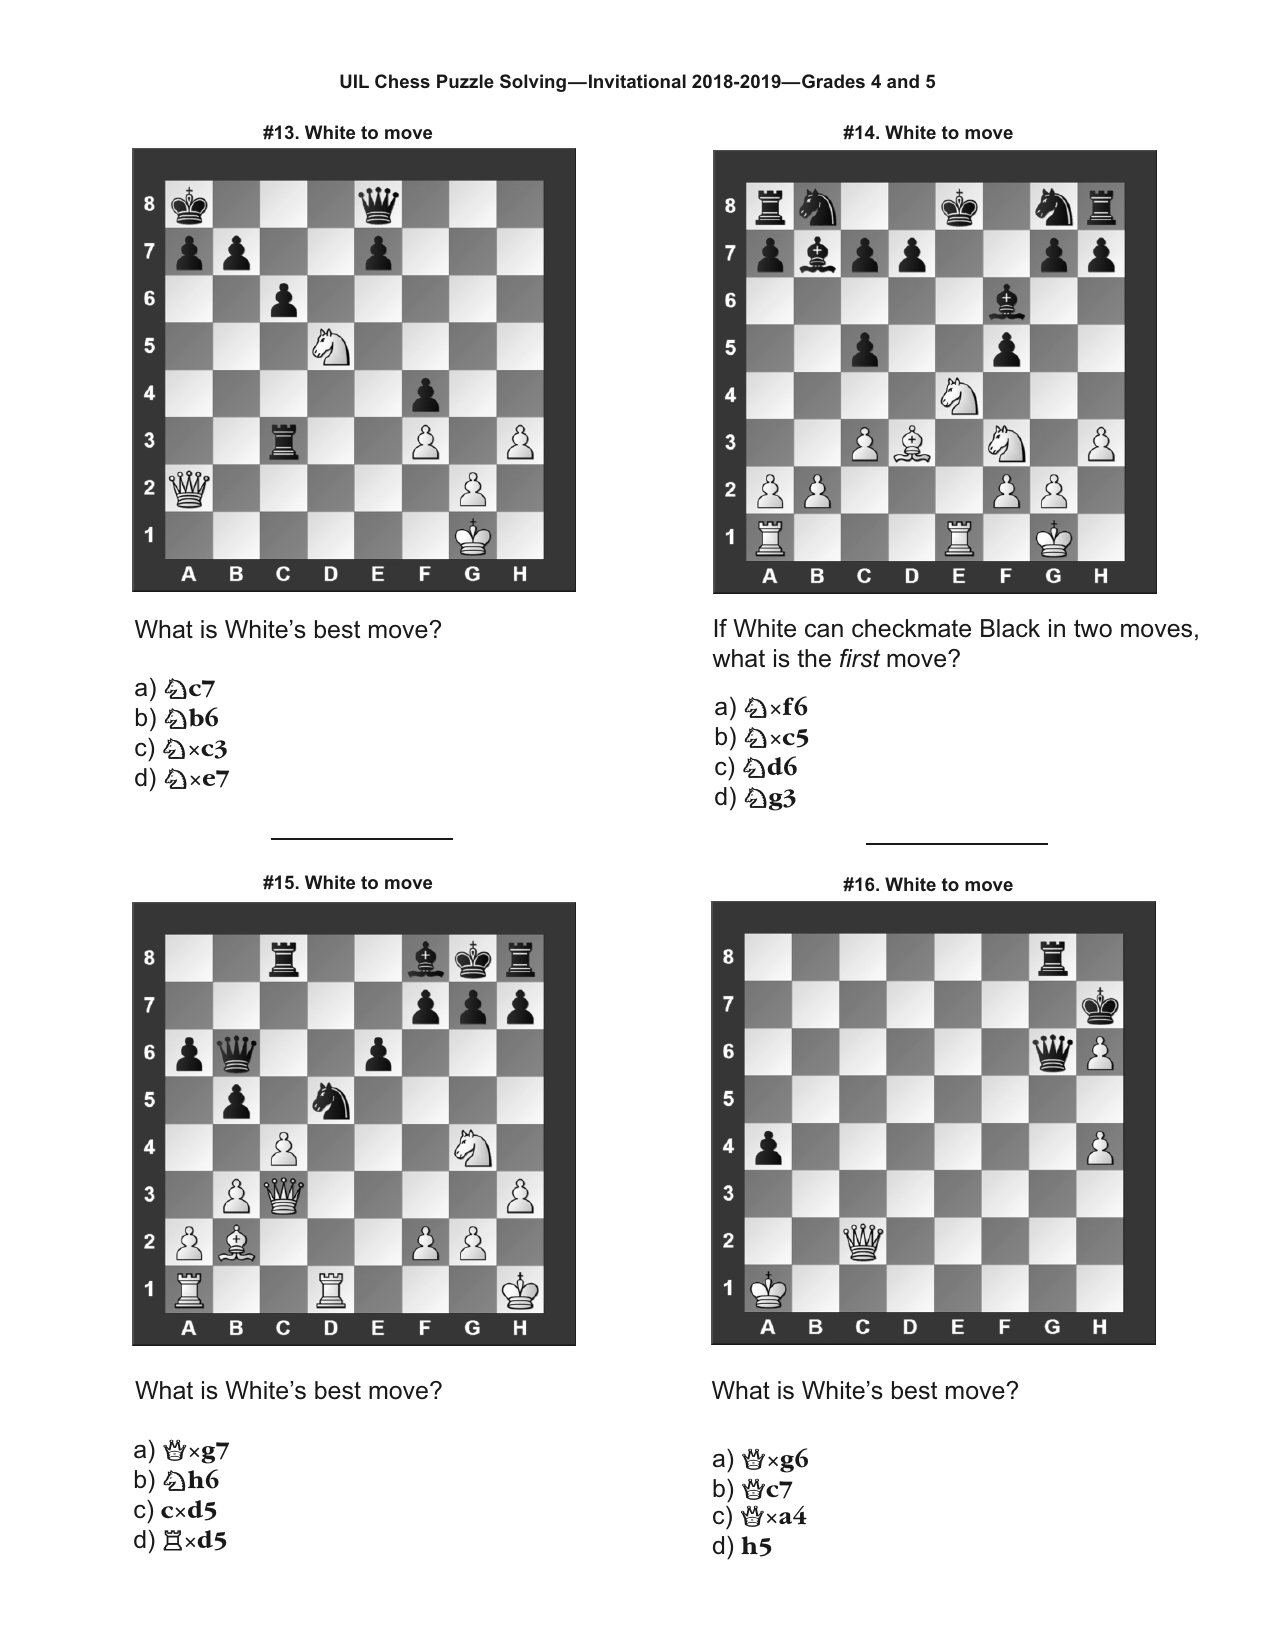 UIL Chess Puzzle Solving—Invitational 2018-2019—Grades 4 and 5
#13. White to move
8
7
6
5
4
3
2
1
A B C D E F G H
What is White’s best move?
a) ♘c7
b) ♘b6
c) ♘×c3
d) ♘×e7
#14. White to move
8
7
6
5
4
3
2
1
A B C D E F G H
If White can checkmate Black in two moves,
what is the first move?
a) ♘×f6
b) ♘×c5
c) ♘d6
d) ♘g3
#15. White to move
8
7
6
5
4
3
2
1
A B C D E F G H
What is White’s best move?
a) ♕×g7
b) ♘h6
c) c×d5
d) ♖×d5
#16. White to move
8
7
6
5
4
3
2
1
A B C D E F G H
What is White’s best move?
a) ♕×g6
b) ♕c7
c) ♕×a4
d) h5